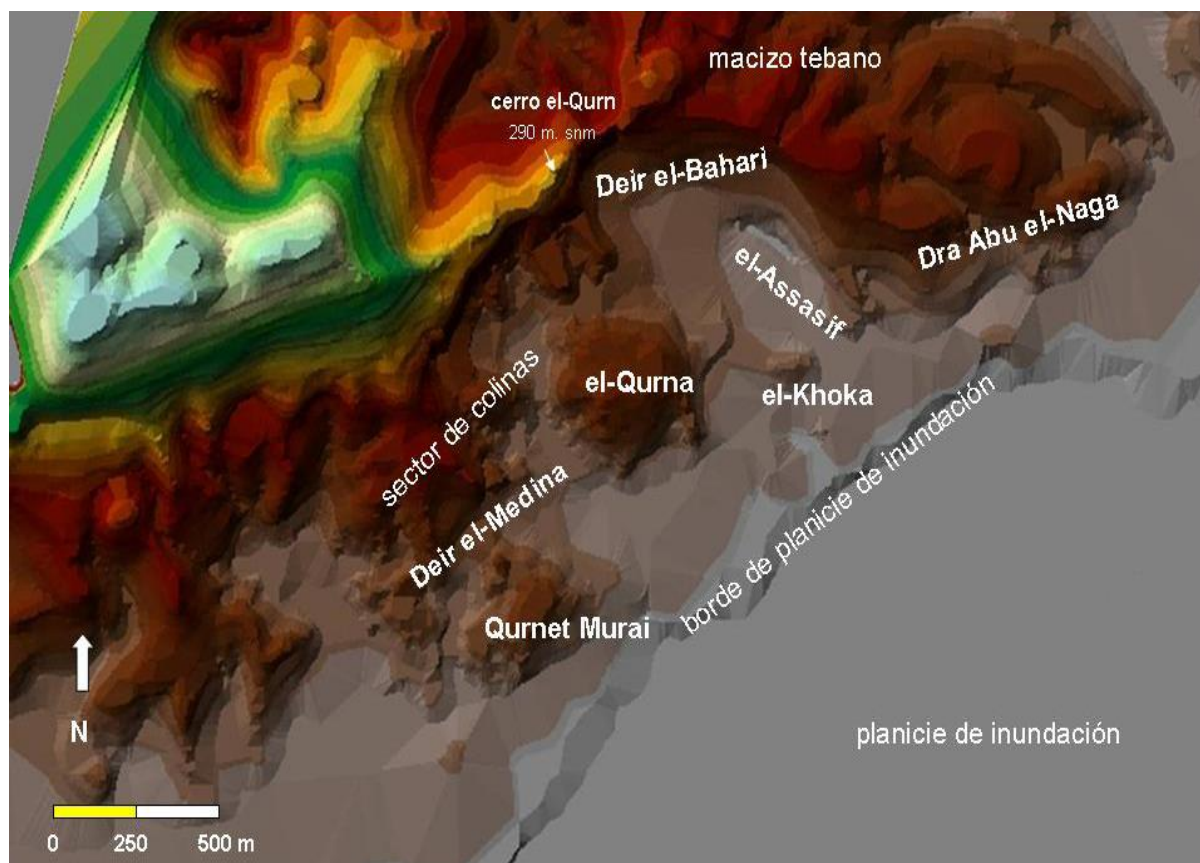 macizo tebano
cerro el-Qurn
290 m. snm
Deir el-Bahari
Dra Abu el-Naga
el-Assasif
el-Qurna
el-Khoka
sector de colinas
borde de planicie de inundación
Deir el-Medina
Qurnet Murai
N
planicie de inundación
0 250 500 m